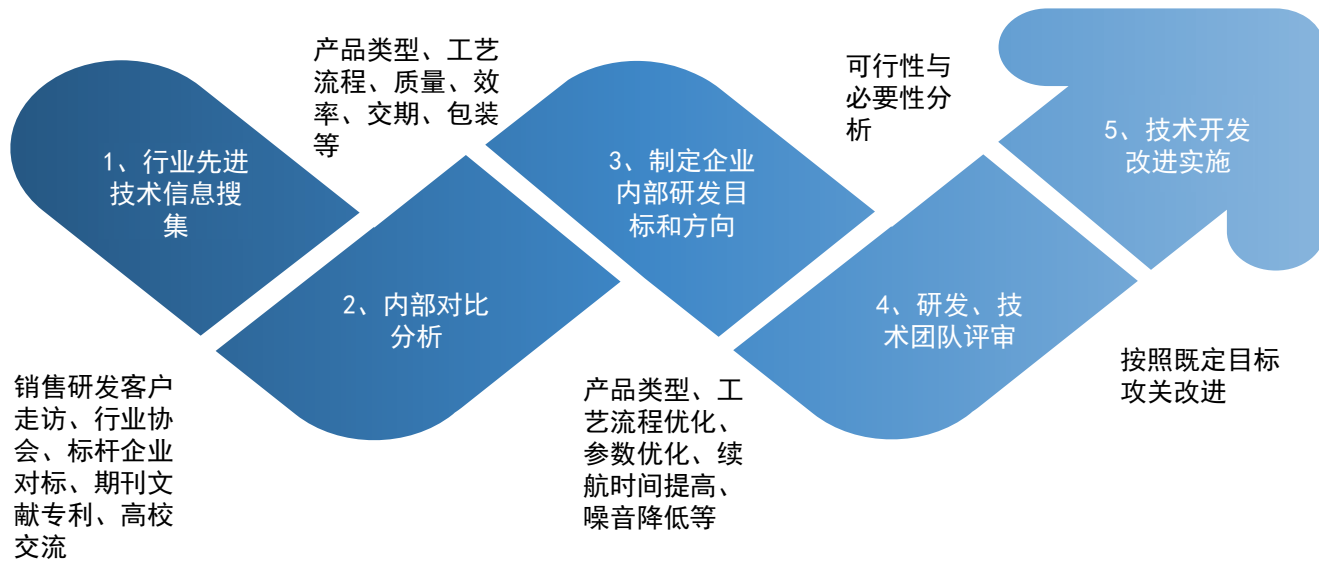 1、行业先进
技术信息搜
集
销售研发客户
走访、行业协
会、标杆企业
对标、期刊文
献专利、高校
交流
2、内部对比
分析
产品类型、工艺
流程、质量、效
率、交期、包装
等
3、制定企业
内部研发目
标和方向
产品类型、工
艺流程优化、
参数优化、续
航时间提高、
噪音降低等
4、研发、技
术团队评审
可行性与
必要性分
析
5、技术开发
改进实施
按照既定目标
攻关改进